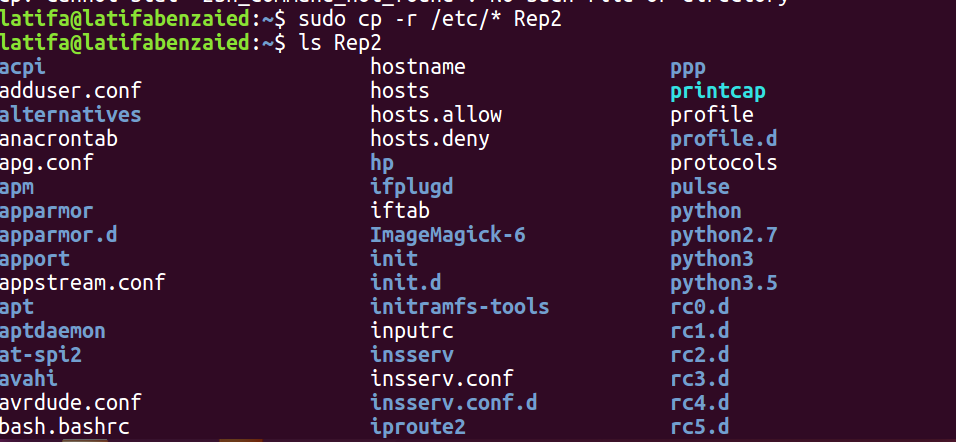 latifa@latifabenzaied:~$ sudo cp -r /etc/* Rep2
latifa@latifabenzaied:~$ ls Rep2
acpi hostname ppp
adduser.conf hosts printcap
alternatives hosts.allow profile
anacrontab hosts.deny profile.d
apg.conf hp protocols
apm ifplugd pulse
apparmor iftab python
apparmor.d ImageMagick-6 python2.7
apport init python3
appstream.conf init.d python3.5
apt initramfs-tools rc0.d
aptdaemon inputrc rc1.d
at-spi2 insserv rc2.d
avahi insserv.conf rc3.d
avrdude.conf insserv.conf.d rc4.d
bash.bashrc iproute2 rc5.d